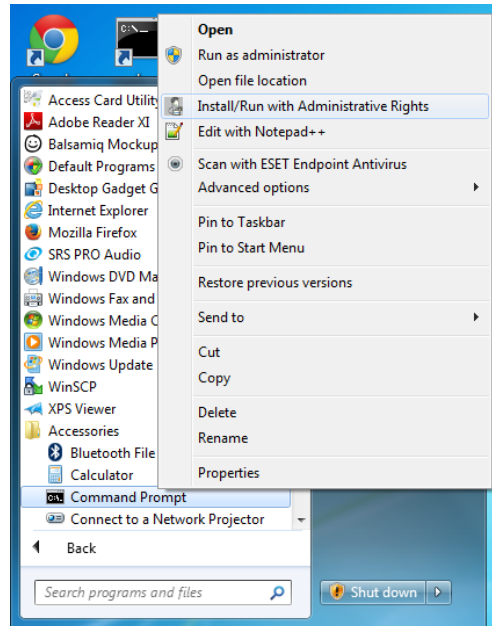 Open
Run as administrator
Open file location
Install/Run with Administrative Rights
Edit with Notepad++
Scan with ESET Endpoint Antivirus
Advanced options
Pin to Taskbar
Pin to Start Menu
Restore previous versions
Send to
Cut
Copy
Delete
Rename
Properties
Access Card Utility
Adobe Reader XI
Balsamiq Mockup
Default Programs
Desktop Gadget G
Internet Explorer
Mozilla Firefox
SRS PRO Audio
Windows DVD Ma
Windows Fax and
Windows Media C
Windows Media P
Windows Update
WinSCP
XPS Viewer
Accessories
Bluetooth File
Calculator
Command Prompt
Connect to a Network Projector
Back
Search programs and files
Shut down